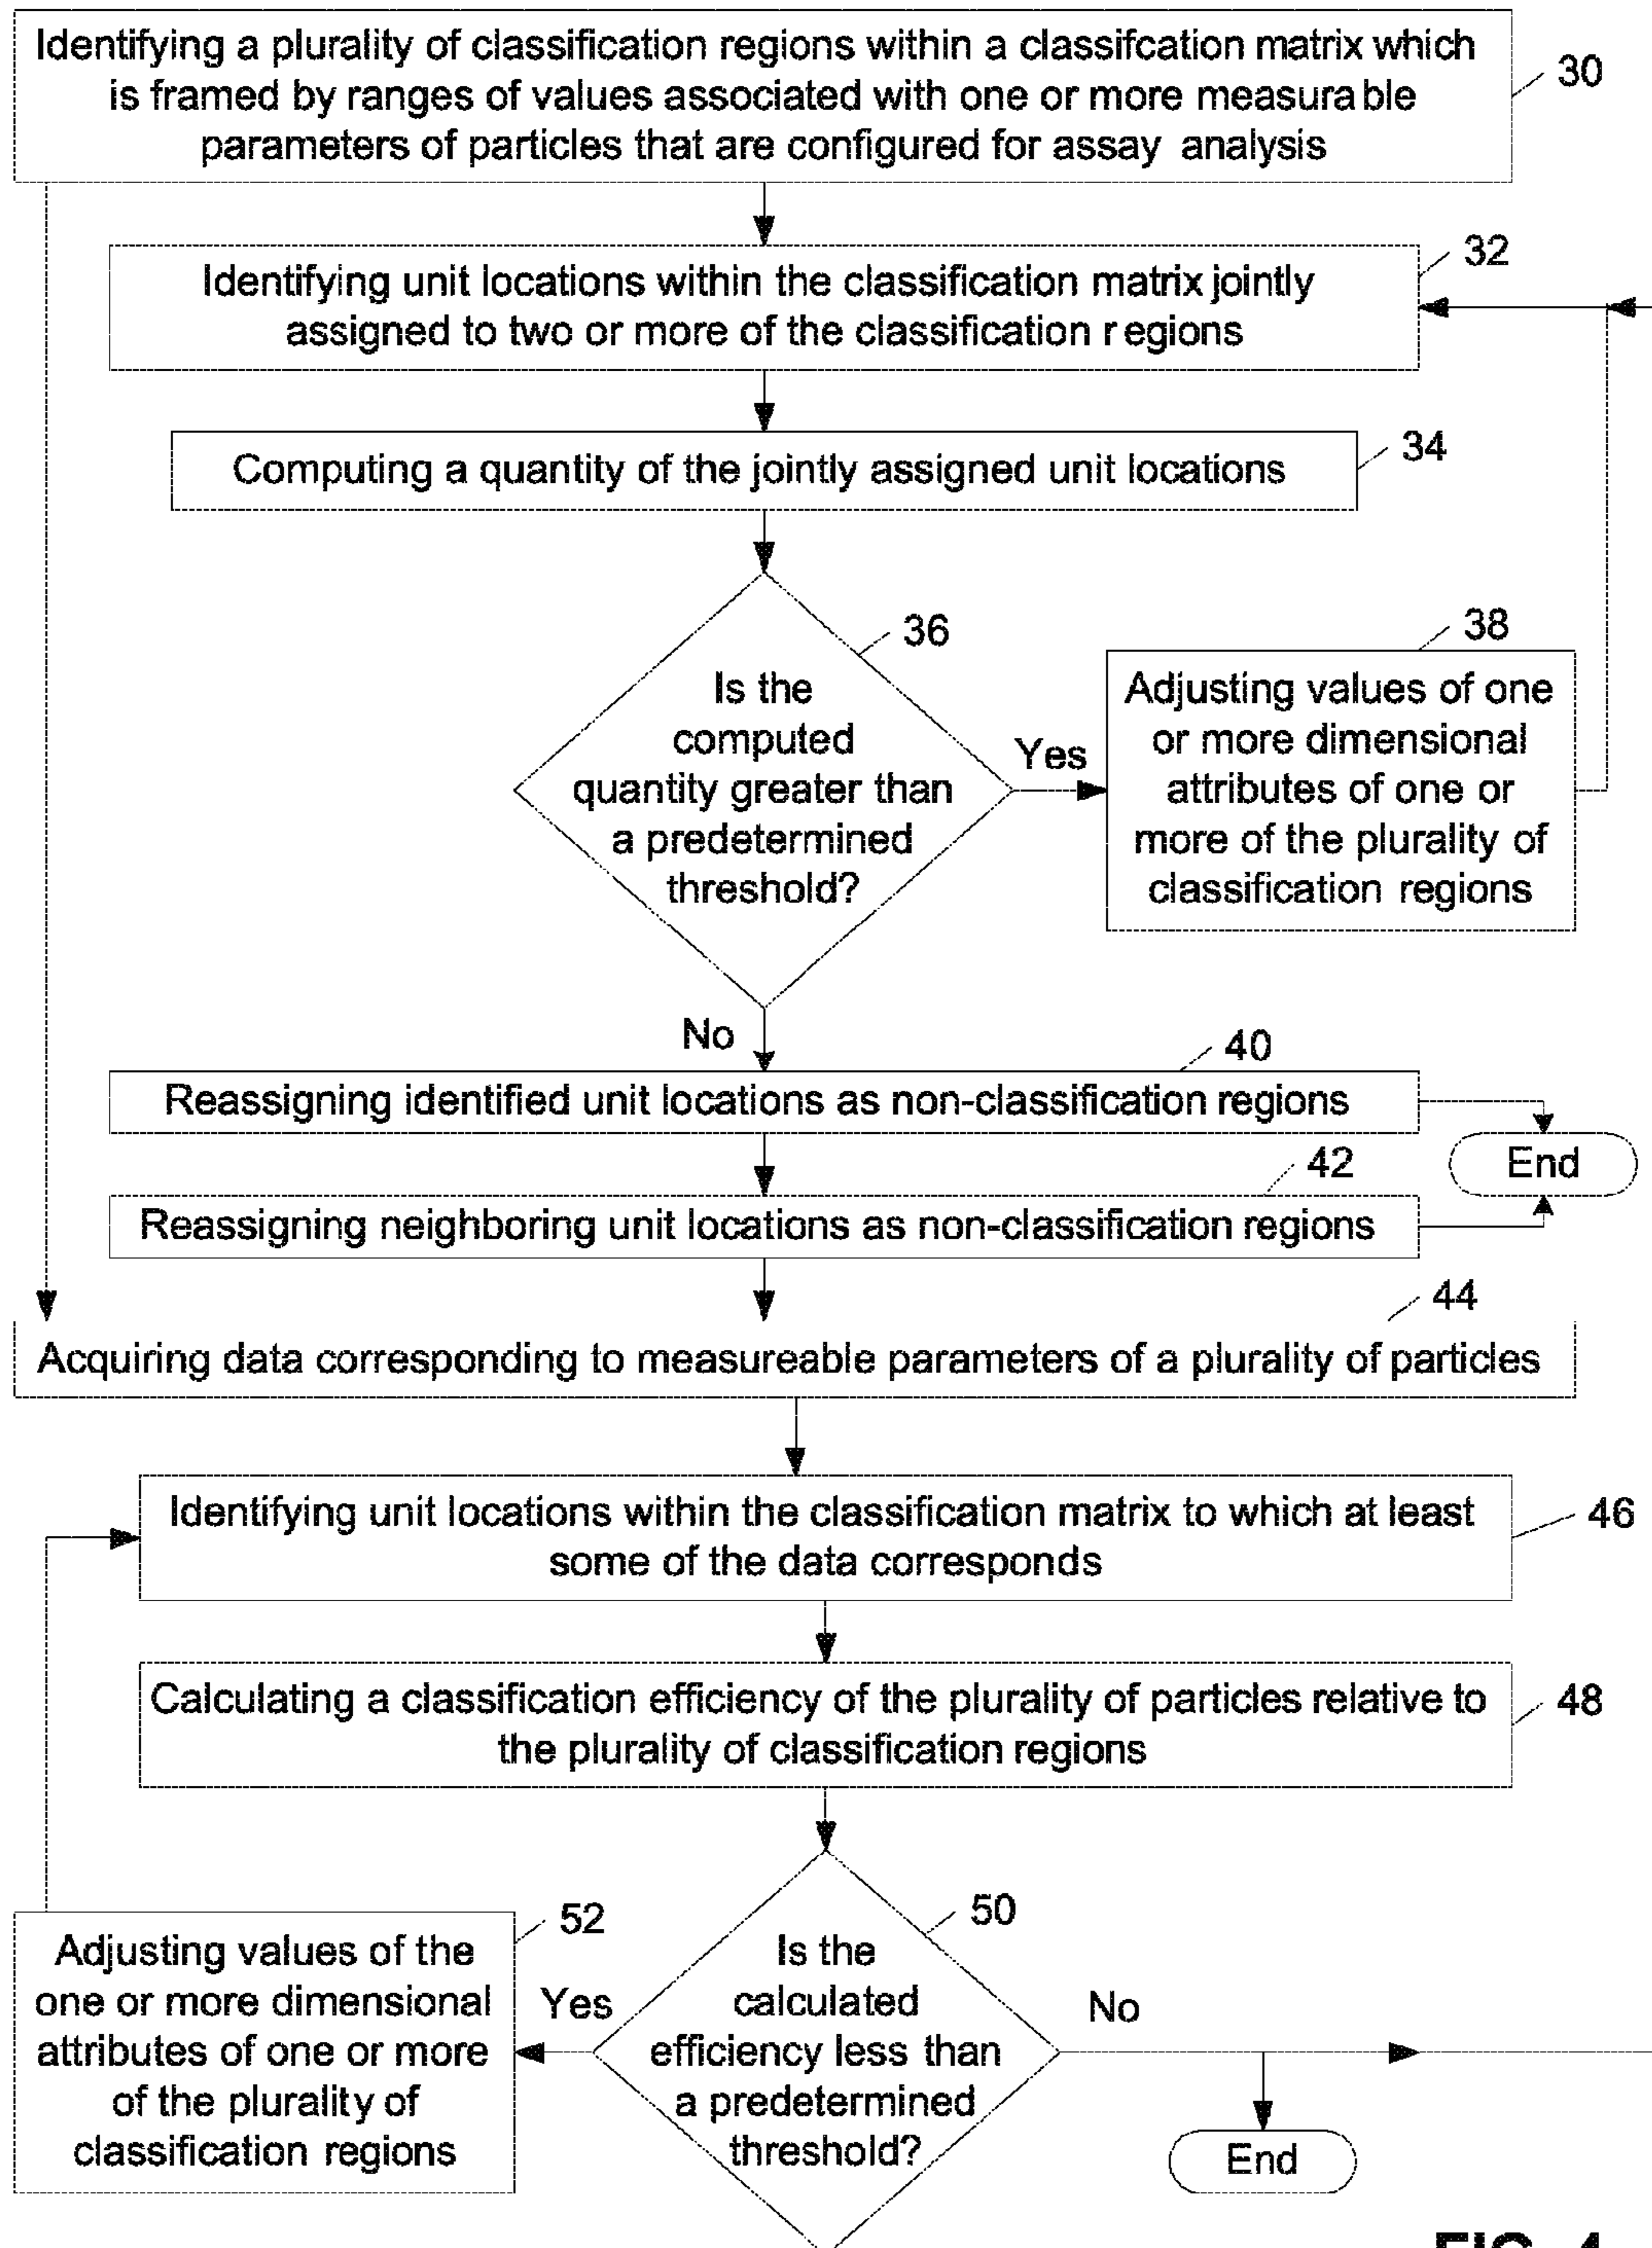 Identifying a plurality of classification regions within a classifcation matrix which
is framed by ranges of values associated with one or more measurable
parameters of particles that are configured for assay analysis
30
Identifying unit locations within the classification matrix jointly
assigned to two or more of the classification regions
32
Computing a quantity of the jointly assigned unit locations
34
36
Is the
computed
quantity greater than
a predetermined
threshold?
Yes
38
Adjusting values of one
or more dimensional
attributes of one or
more of the plurality of
classification regions
No
40
Reassigning identified unit locations as non-classification regions
End
42
Reassigning neighboring unit locations as non-classification regions
44
Acquiring data corresponding to measureable parameters of a plurality of particles
Identifying unit locations within the classification matrix to which at least
some of the data corresponds
46
Calculating a classification efficiency of the plurality of particles relative to
the plurality of classification regions
48
50
Is the
calculated
efficiency less than
a predetermined
threshold?
Yes
52
Adjusting values of the
one or more dimensional
attributes of one or more
of the plurality of
classification regions
No
End